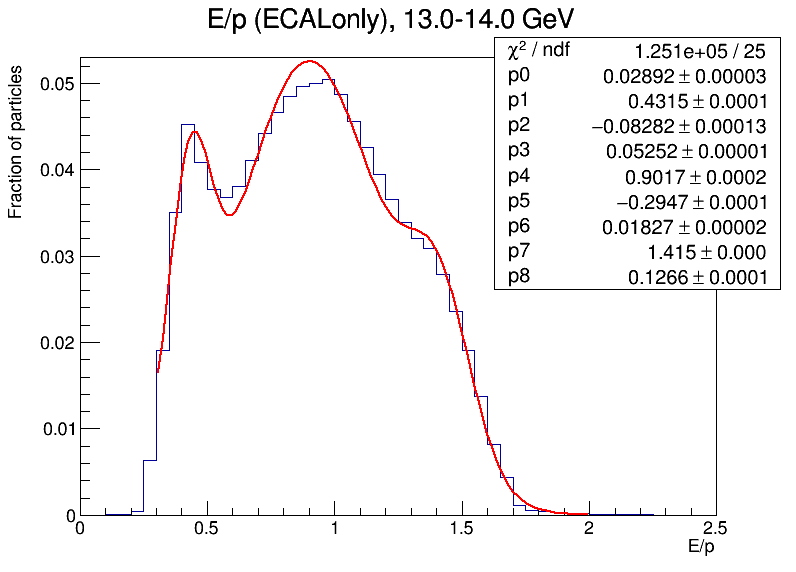 E/p (ECALonly), 13.0-14.0 GeV
χ² / ndf 1.251e+05 / 25
p0 0.02892 ± 0.00003
p1 0.4315 ± 0.0001
p2 −0.08282 ± 0.00013
p3 0.05252 ± 0.00001
p4 0.9017 ± 0.0002
p5 −0.2947 ± 0.0001
p6 0.01827 ± 0.00002
p7 1.415 ± 0.000
p8 0.1266 ± 0.0001
Fraction of particles
0.05
0.04
0.03
0.02
0.01
0
0 0.5 1 1.5 2 2.5
E/p